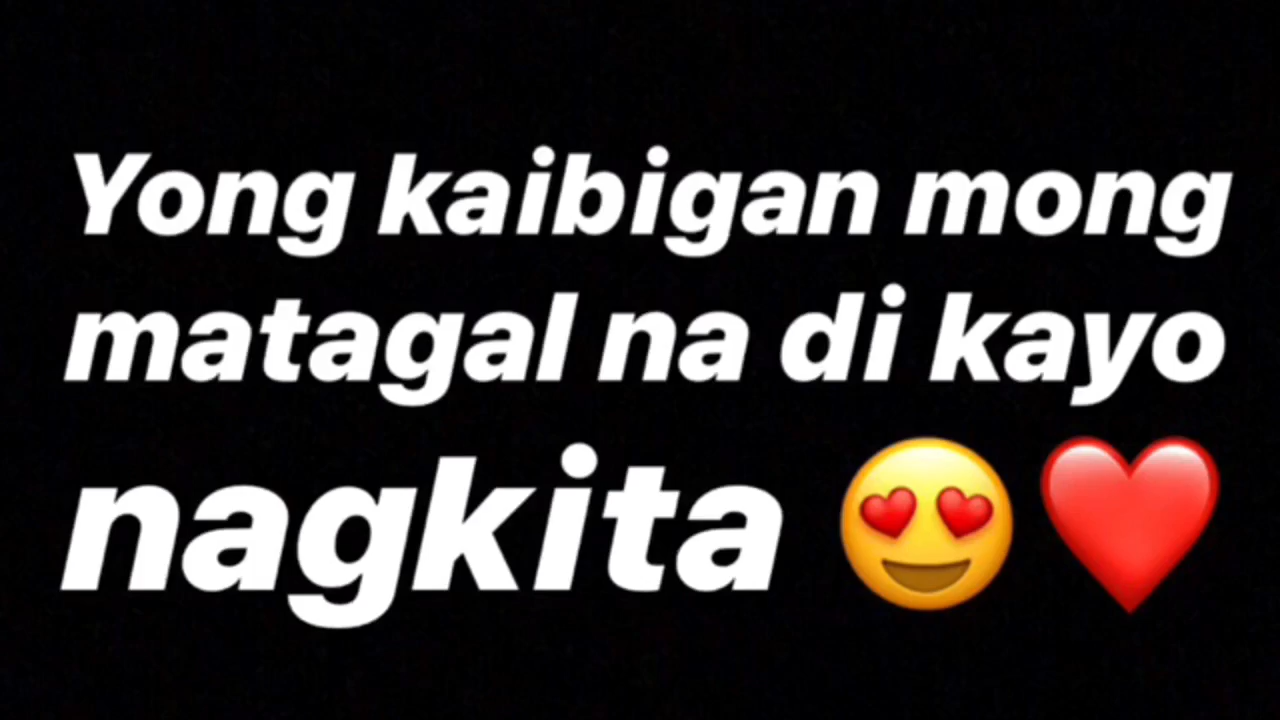 Yong kaibigan mong
matagal na di kayo
nagkita 😍❤️